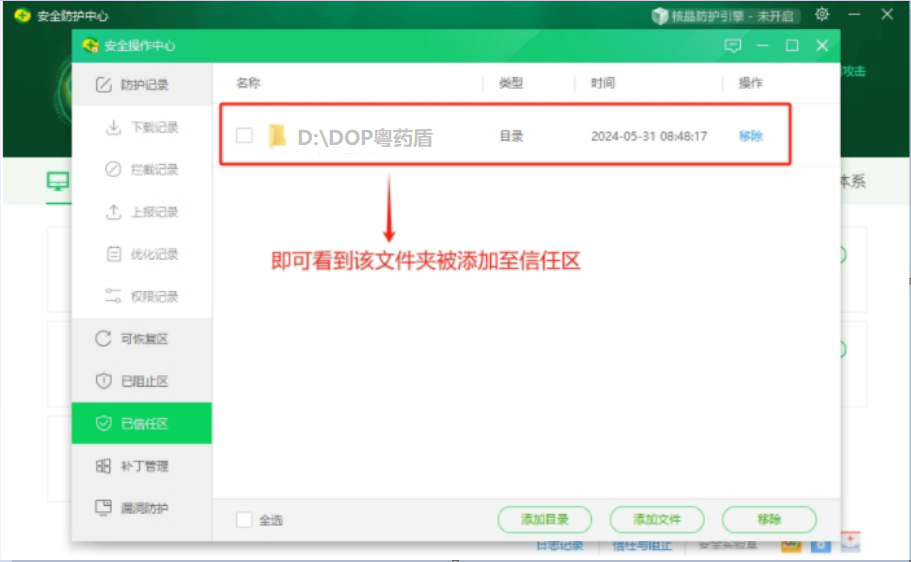 安全防护中心
核晶防护引擎 - 未开启
安全操作中心
攻击
防护记录
名称
类型
时间
操作
下载记录
D:\DOP粤药盾
目录
2024-05-31 08:48:17
移除
拦截记录
体系
上报记录
优化记录
即可看到该文件夹被添加至信任区
权限记录
可恢复区
已阻止区
已信任区
补丁管理
漏洞防护
全选
添加目录
添加文件
移除
日志记录
信任与阻止
安全实验室